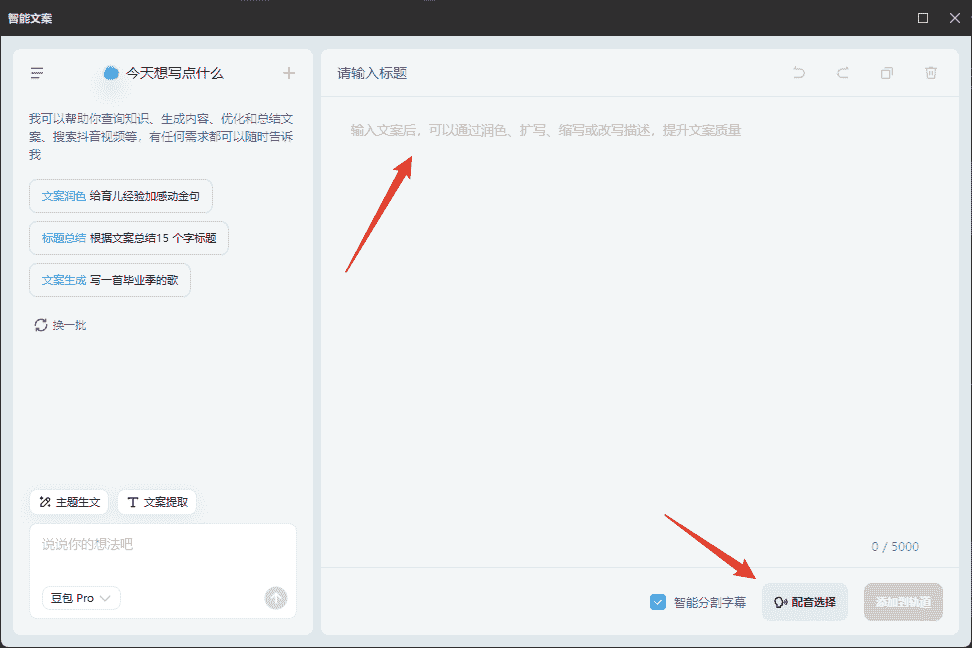 智能文案
今天想写点什么
我可以帮助你查询知识、生成内容、优化和总结文
案、搜索抖音视频等，有任何需求都可以随时告诉
我
文案润色 给育儿经验加感动金句
标题总结 根据文案总结15 个字标题
文案生成 写一首毕业季的歌
换一批
主题生文
文案提取
说说你的想法吧
豆包 Pro
请输入标题
输入文案后，可以通过润色、扩写、缩写或改写描述，提升文案质量
0 / 5000
智能分割字幕
配音选择
添加到轨道